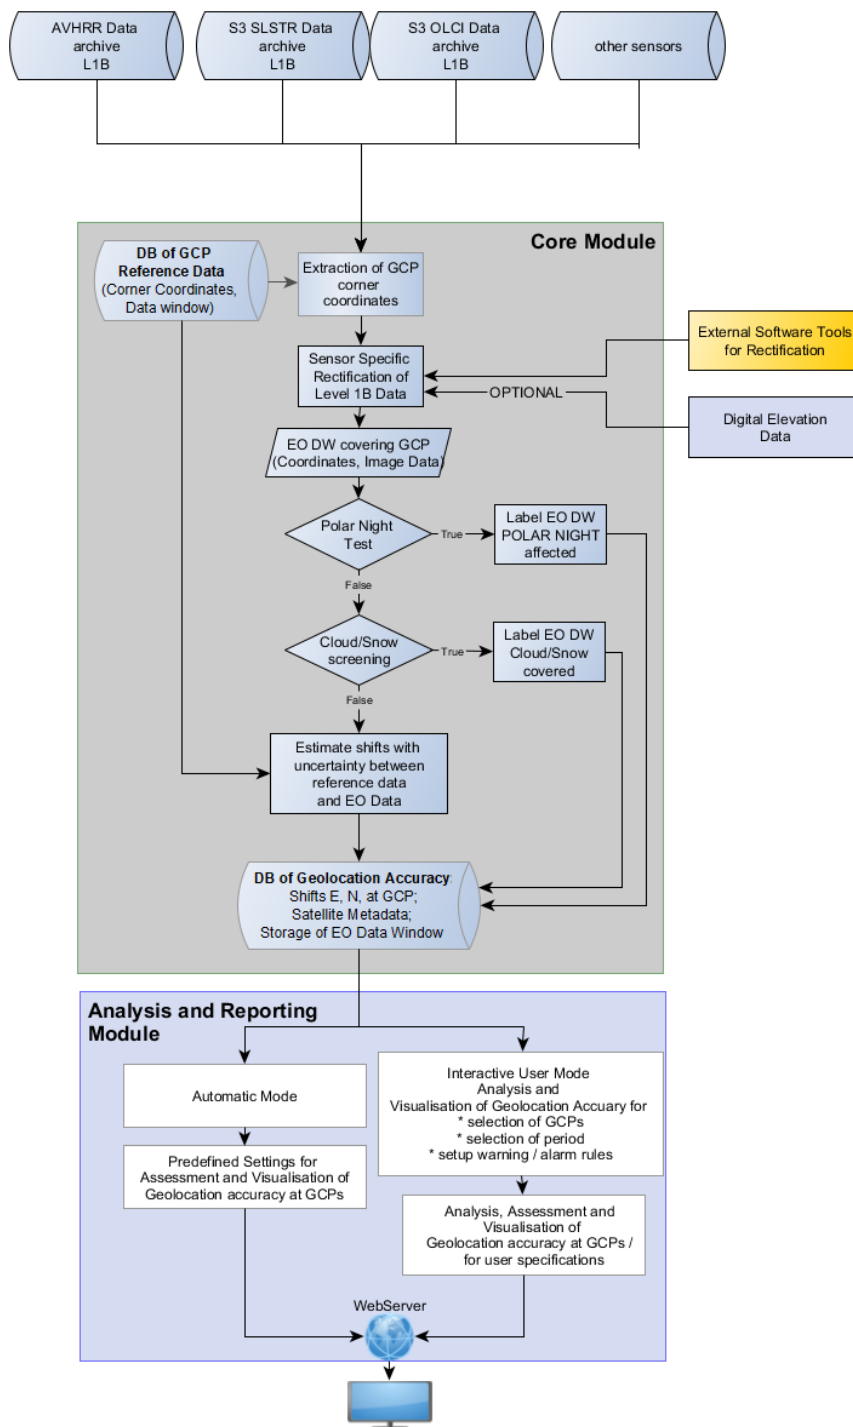 AVHRR Data
archive
L1B
S3 SLSTR Data
archive
L1B
S3 OLCI Data
archive
L1B
other sensors
Core Module
DB of GCP
Reference Data
(Corner Coordinates,
Data window)
Extraction of GCP
corner
coordinates
External Software Tools
for Rectification
Sensor Specific
Rectification of
Level 1B Data
OPTIONAL
Digital Elevation
Data
EO DW covering GCP
(Coordinates, Image Data)
Polar Night
Test
True
Label EO DW
POLAR NIGHT
affected
False
Cloud/Snow
screening
True
Label EO DW
Cloud/Snow
covered
False
Estimate shifts with
uncertainty between
reference data
and EO Data
DB of Geolocation Accuracy:
Shifts E, N, at GCP;
Satellite Metadata;
Storage of EO Data Window
Analysis and Reporting
Module
Automatic Mode
Interactive User Mode
Analysis and
Visualisation of Geolocation Accuary for
* selection of GCPs
* selection of period
* setup warning / alarm rules
Predefined Settings for
Assessment and Visualisation of
Geolocation accuracy at GCPs
Analysis, Assessment and
Visualisation of
Geolocation accuracy at GCPs /
for user specifications
WebServer